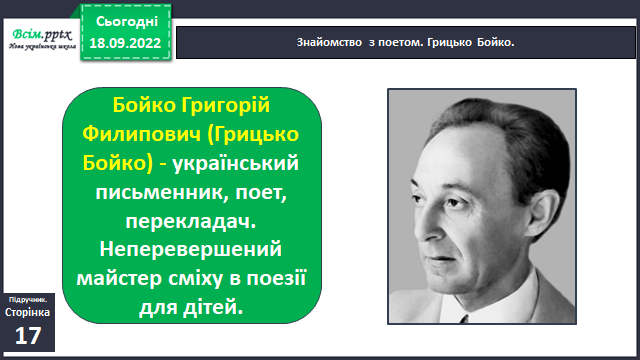 Всім.pptx
Нова українська школа
Сьогодні
18.09.2022
Знайомство з поетом. Грицько Бойко.
Бойко Григорій
Филипович (Грицько
Бойко) - український
письменник, поет,
перекладач.
Неперевершений
майстер сміху в поезії
для дітей.
Підручник.
Сторінка
17